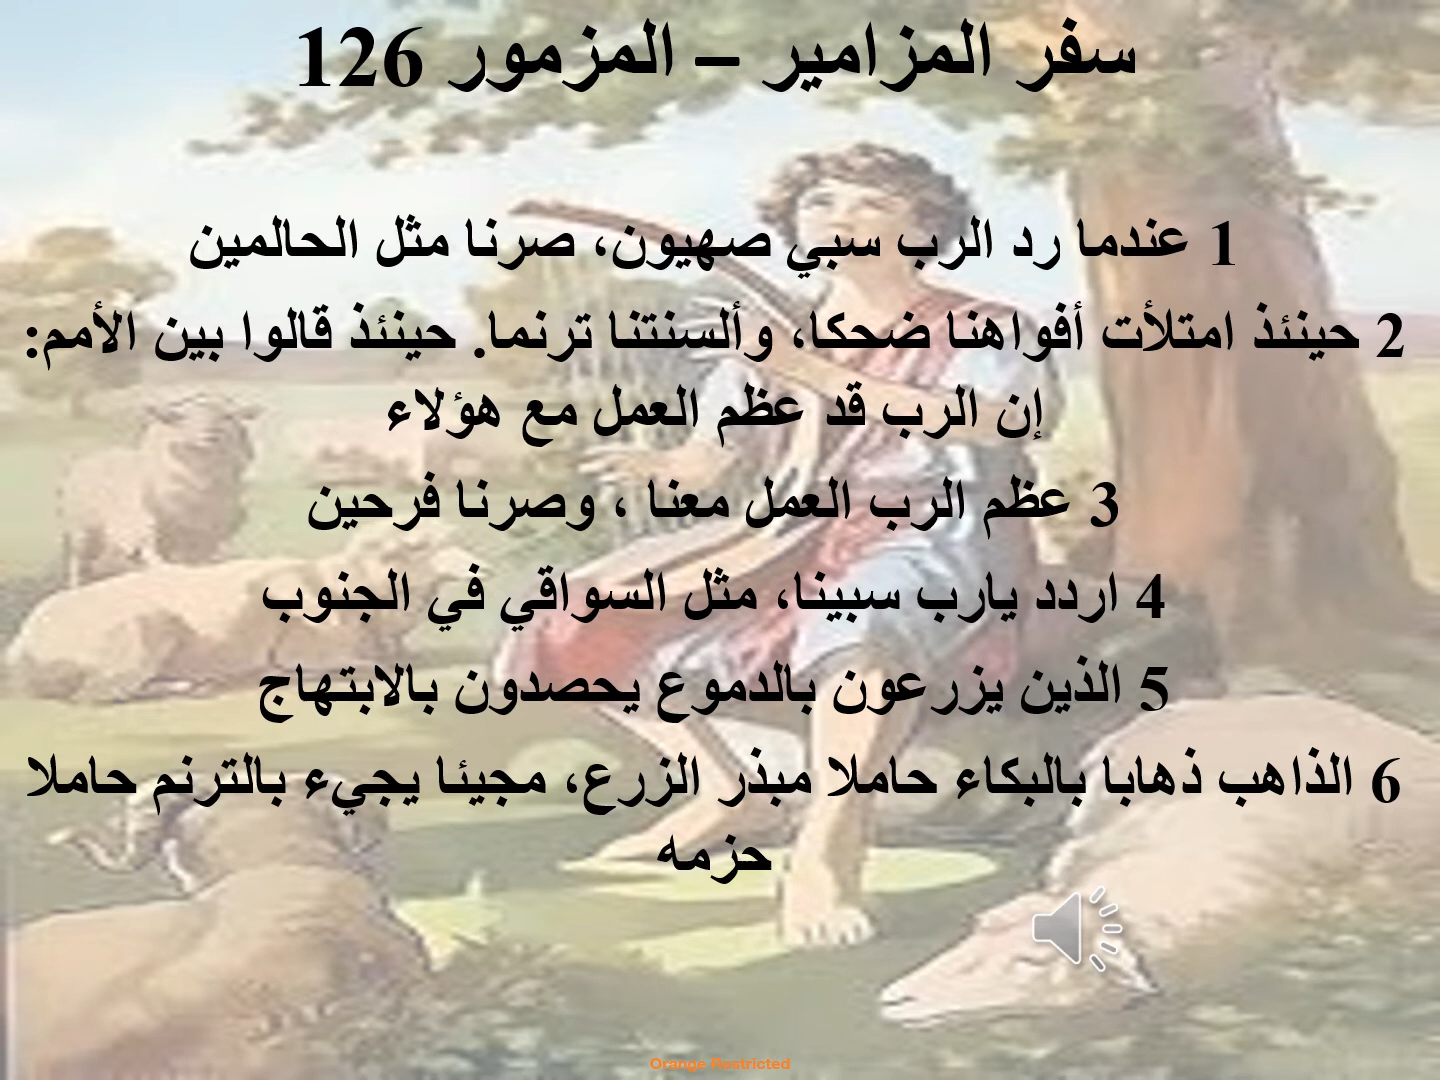 سفر المزامير – المزمور 126
1 عندما رد الرب سبي صهيون، صرنا مثل الحالمين
2 حينئذ امتلأت أفواهنا ضحكا، وألسنتنا ترنما. حينئذ قالوا بين الأمم:
إن الرب قد عظم العمل مع هؤلاء
3 عظم الرب العمل معنا ، وصرنا فرحين
4 اردد يارب سبينا، مثل السواقي في الجنوب
5 الذين يزرعون بالدموع يحصدون بالابتهاج
6 الذاهب ذهابا بالبكاء حاملا مبذر الزرع، مجيئا يجيء بالترنم حاملا
حزمه
Orange Restricted